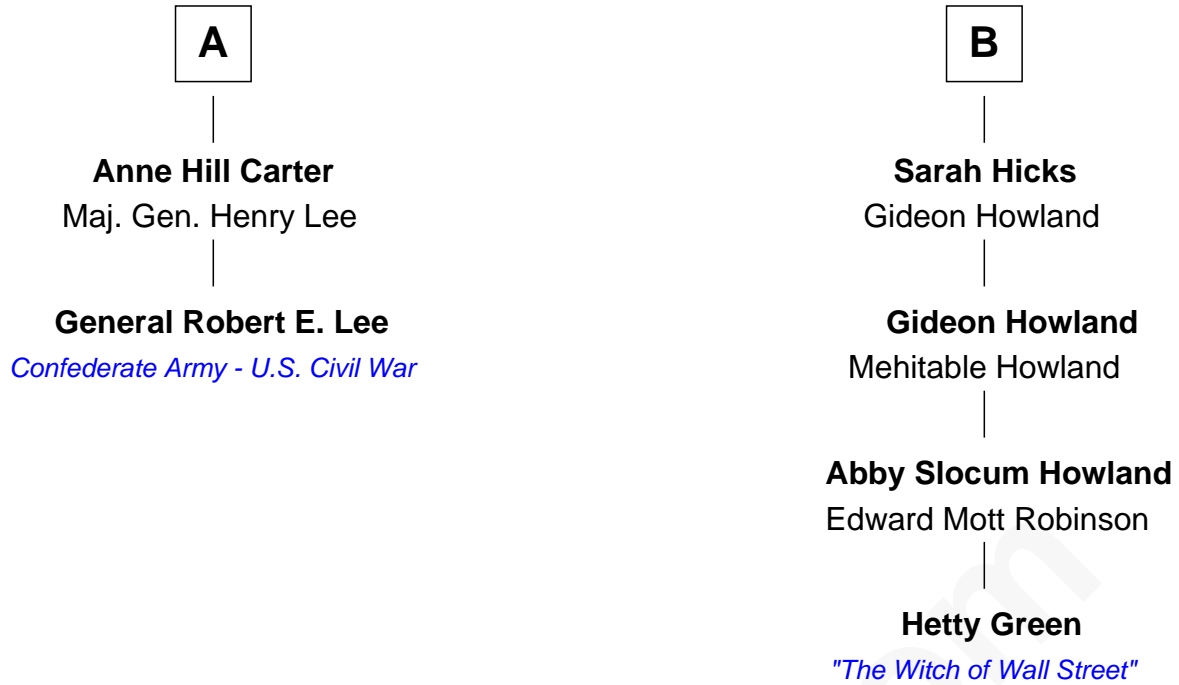 A
Anne Hill Carter
Maj. Gen. Henry Lee
General Robert E. Lee
Confederate Army - U.S. Civil War
B
Sarah Hicks
Gideon Howland
Gideon Howland
Mehitable Howland
Abby Slocum Howland
Edward Mott Robinson
Hetty Green
"The Witch of Wall Street"